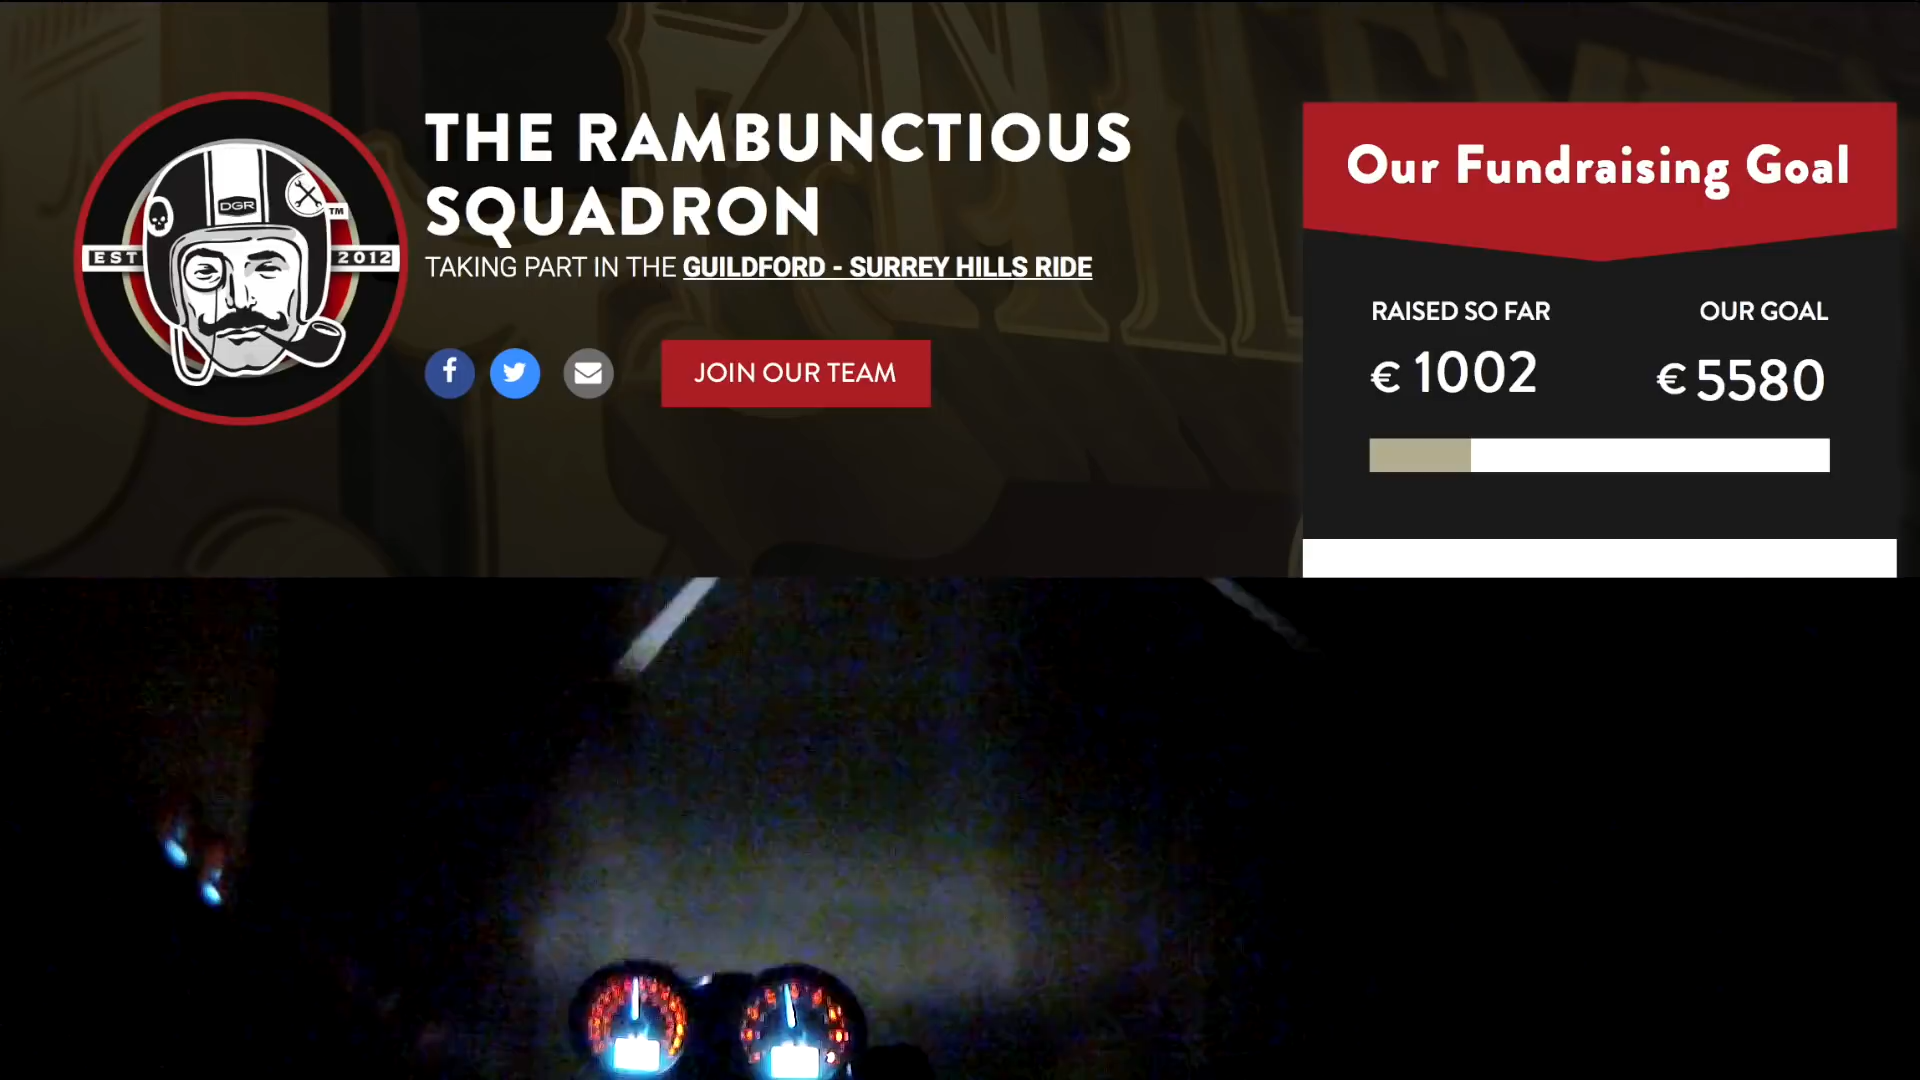 THE RAMBUNCTIOUS
SQUADRON
TAKING PART IN THE GUILDFORD - SURREY HILLS RIDE
JOIN OUR TEAM
EST 2012
DGR
TM
Our Fundraising Goal
RAISED SO FAR OUR GOAL
€ 1002 € 5580